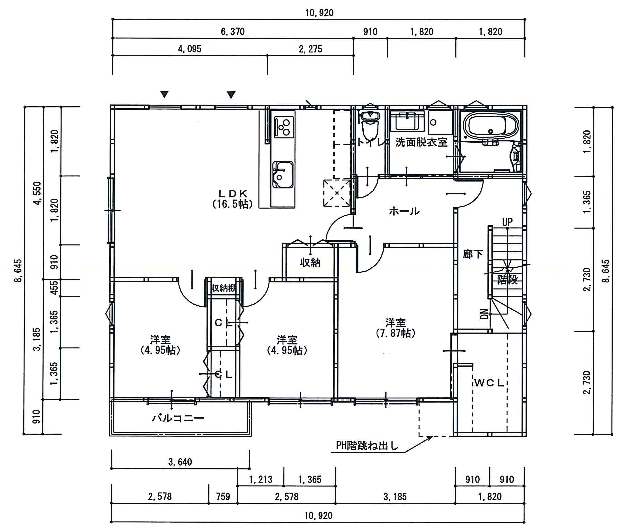 10,920
6,370
910
1,820
1,820
4,095
2,275
8,645
4,550
3,185
910
1,820
1,820
910
455
1,365
1,365
トイレ
洗面脱衣室
LDK
(16.5帖)
ホール
収納
廊下
UP
階段
DN
収納棚
CL
CL
洋室
(4.95帖)
洋室
(4.95帖)
洋室
(7.87帖)
WCL
バルコニー
PH階跳ね出し
1,820
1,365
2,730
2,730
8,645
3,640
1,213
1,365
2,578
759
2,578
3,185
910
910
1,820
10,920